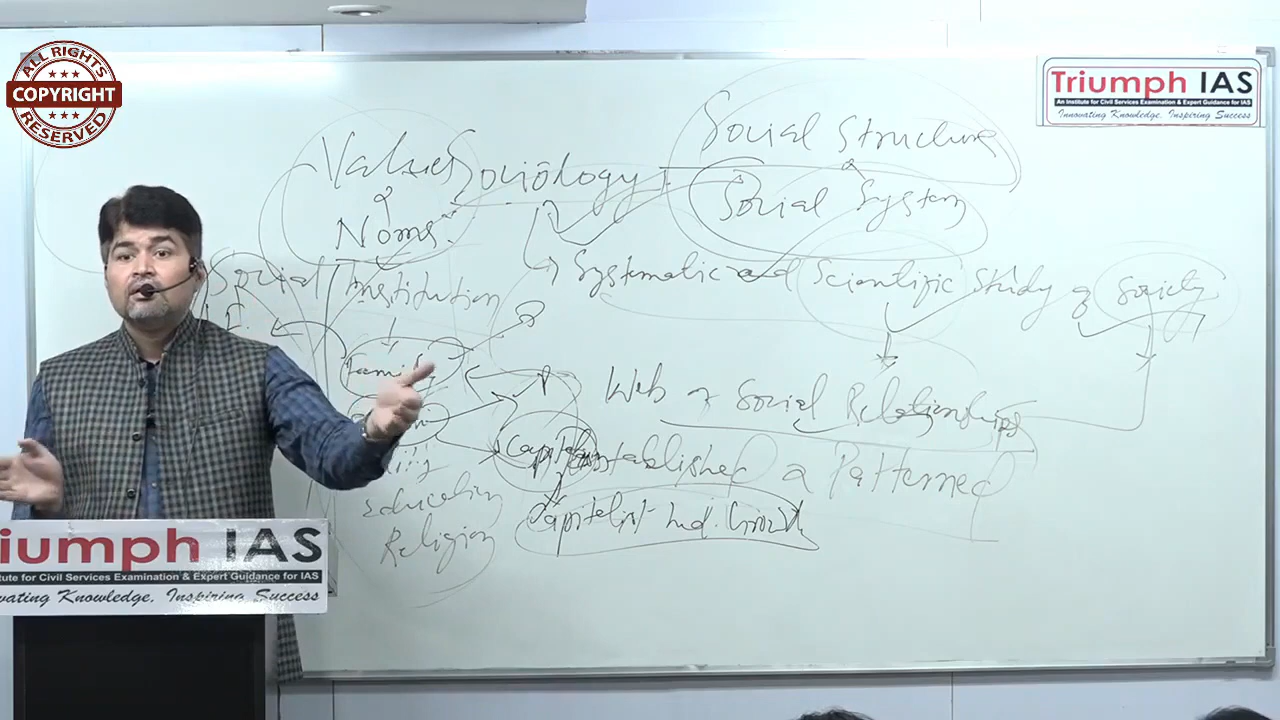 ALL RIGHTS
COPYRIGHT
RESERVED
Triumph IAS
An Institute for Civil Services Examination & Expert Guidance for IAS
Innovating Knowledge, Inspiring Success
Social Structure
Values Sociology
Social System
Noms
Systematic and Scientific Study of Society
Social Institution
Family
Web of Social Relationships
Established a Patterned
Education
Capitalist Ind. Growth
Religion
iumph IAS
tute for Civil Services Examination & Expert Guidance for IAS
vating Knowledge, Inspiring Success